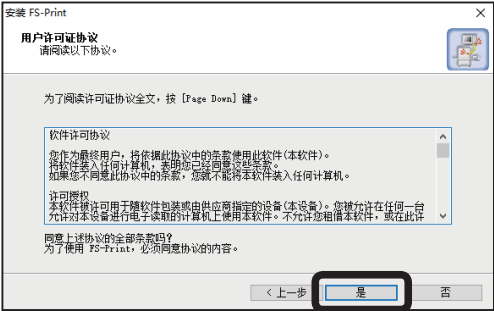 安装 FS-Print
用户许可证协议
请阅读以下协议。
为了阅读许可证协议全文，按 [Page Down] 键。
软件许可协议
您作为最终用户，将依据此协议中的条款使用此软件(本软件)。
将软件装入任何计算机，表明您已经同意这些条款。
如果您不同意此协议中的条款，您就不能将本软件装入任何计算机。
许可授权
本软件被许可用于随软件包装或由供应商指定的设备(本设备)。您被允许在任何一台
允许对本设备进行电子读取的计算机上使用本软件。不允许您租借本软件，或在此许
同意上述协议的全部条款吗?
为了使用 FS-Print，必须同意协议的内容。
< 上一步 是 否